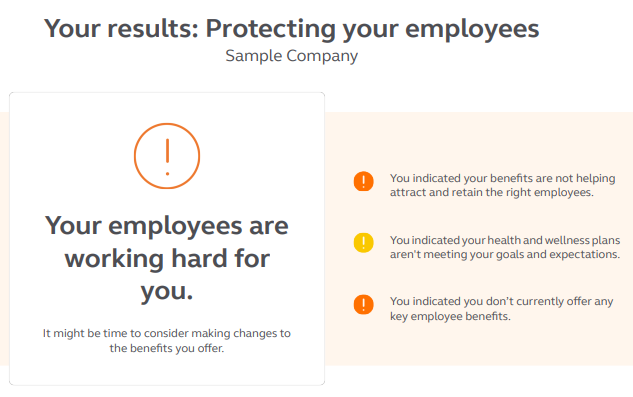 Your results: Protecting your employees
Sample Company
Your employees are
working hard for
you.
It might be time to consider making changes to
the benefits you offer.
You indicated your benefits are not helping
attract and retain the right employees.
You indicated your health and wellness plans
aren't meeting your goals and expectations.
You indicated you don't currently offer any
key employee benefits.